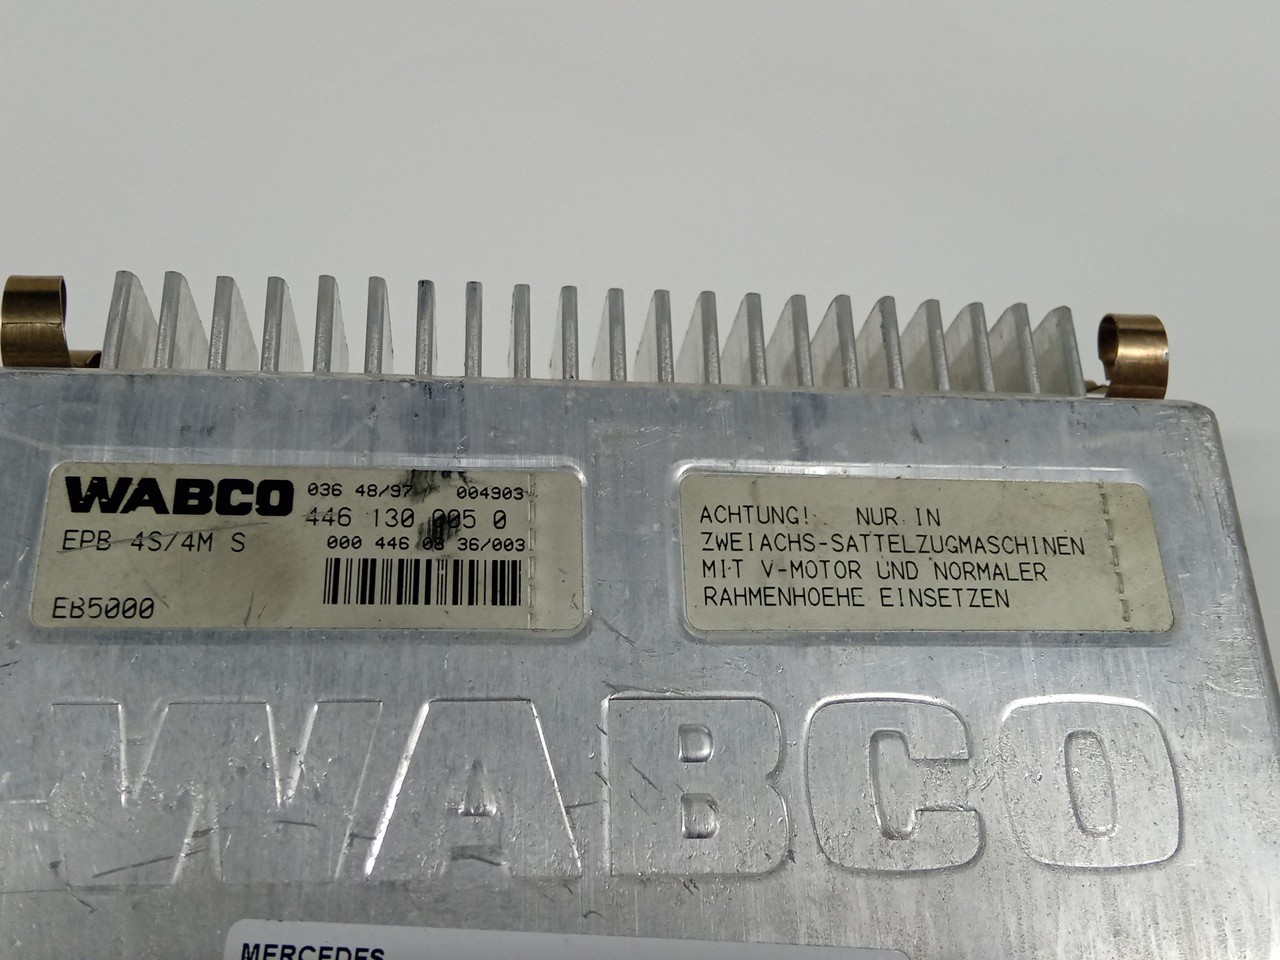 WABCO 036 48/97 004903
446 130 005 0
EPB 4S/4M S 000 446 08 36/003
EB5000
ACHTUNG! NUR IN
ZWEIACHS-SATTELZUGMASCHINEN
MIT V-MOTOR UND NORMALER
RAHMENHOEHE EINSETZEN
WABCO
MERCEDES